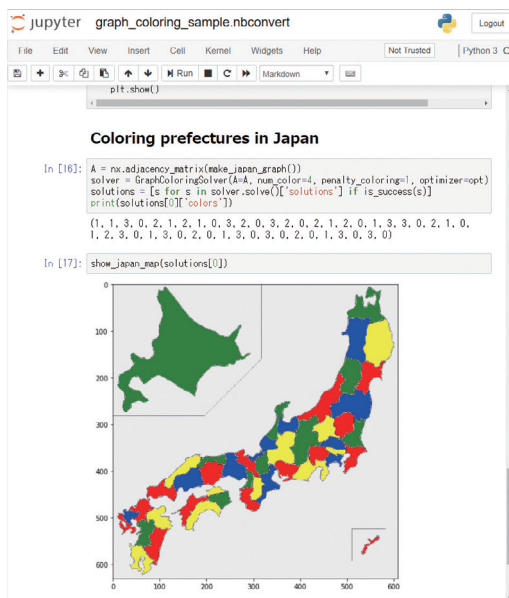 jupyter graph_coloring_sample.nbconvert Logout
File Edit View Insert Cell Kernel Widgets Help Not Trusted Python 3
Run Markdown
plt.show()
Coloring prefectures in Japan
In [16]: A = nx.adjacency_matrix(make_japan_graph())
solver = GraphColoringSolver(A=A, num_color=4, penalty_coloring=1, optimizer=opt)
solutions = [s for s in solver.solve()['solutions'] if is_success(s)]
print(solutions[0]['colors'])
(1, 1, 3, 0, 2, 1, 2, 1, 0, 3, 2, 0, 3, 2, 0, 2, 1, 2, 0, 1, 3, 3, 0, 2, 1, 0,
1, 2, 3, 0, 1, 3, 0, 2, 0, 1, 3, 0, 3, 0, 2, 0, 1, 3, 0, 3, 0)
In [17]: show_japan_map(solutions[0])
0
100
200
300
400
500
600
0 100 200 300 400 500 600